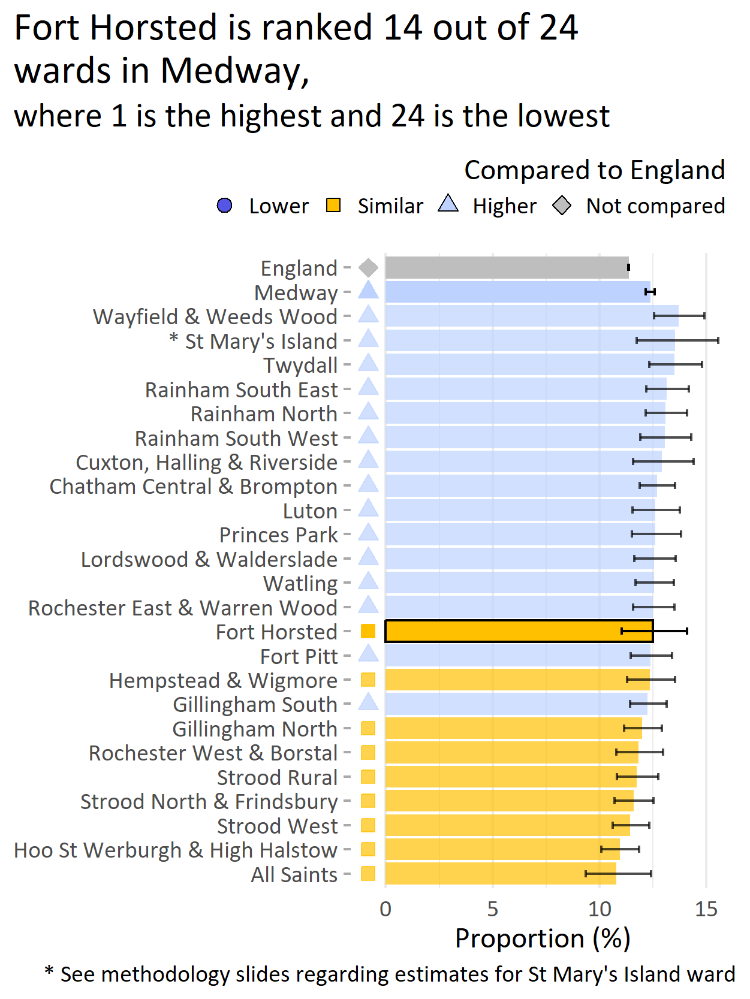 Fort Horsted is ranked 14 out of 24
wards in Medway,
where 1 is the highest and 24 is the lowest
Compared to England
Lower Similar Higher Not compared
England
Medway
Wayfield & Weeds Wood
* St Mary's Island
Twydall
Rainham South East
Rainham North
Rainham South West
Cuxton, Halling & Riverside
Chatham Central & Brompton
Luton
Princes Park
Lordswood & Walderslade
Watling
Rochester East & Warren Wood
Fort Horsted
Fort Pitt
Hempstead & Wigmore
Gillingham South
Gillingham North
Rochester West & Borstal
Strood Rural
Strood North & Frindsbury
Strood West
Hoo St Werburgh & High Halstow
All Saints
0 5 10 15
Proportion (%)
* See methodology slides regarding estimates for St Mary's Island ward